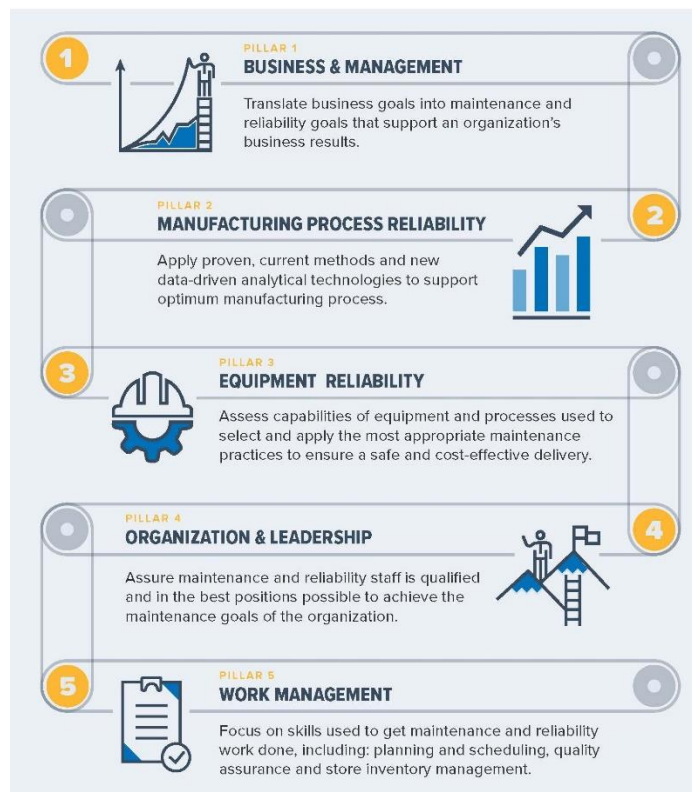 1
PILLAR 1
BUSINESS & MANAGEMENT
Translate business goals into maintenance and
reliability goals that support an organization's
business results.
PILLAR 2
MANUFACTURING PROCESS RELIABILITY
2
Apply proven, current methods and new
data-driven analytical technologies to support
optimum manufacturing process.
3
PILLAR 3
EQUIPMENT RELIABILITY
Assess capabilities of equipment and processes used to
select and apply the most appropriate maintenance
practices to ensure a safe and cost-effective delivery.
PILLAR 4
ORGANIZATION & LEADERSHIP
4
Assure maintenance and reliability staff is qualified
and in the best positions possible to achieve the
maintenance goals of the organization.
5
PILLAR 5
WORK MANAGEMENT
Focus on skills used to get maintenance and reliability
work done, including: planning and scheduling, quality
assurance and store inventory management.